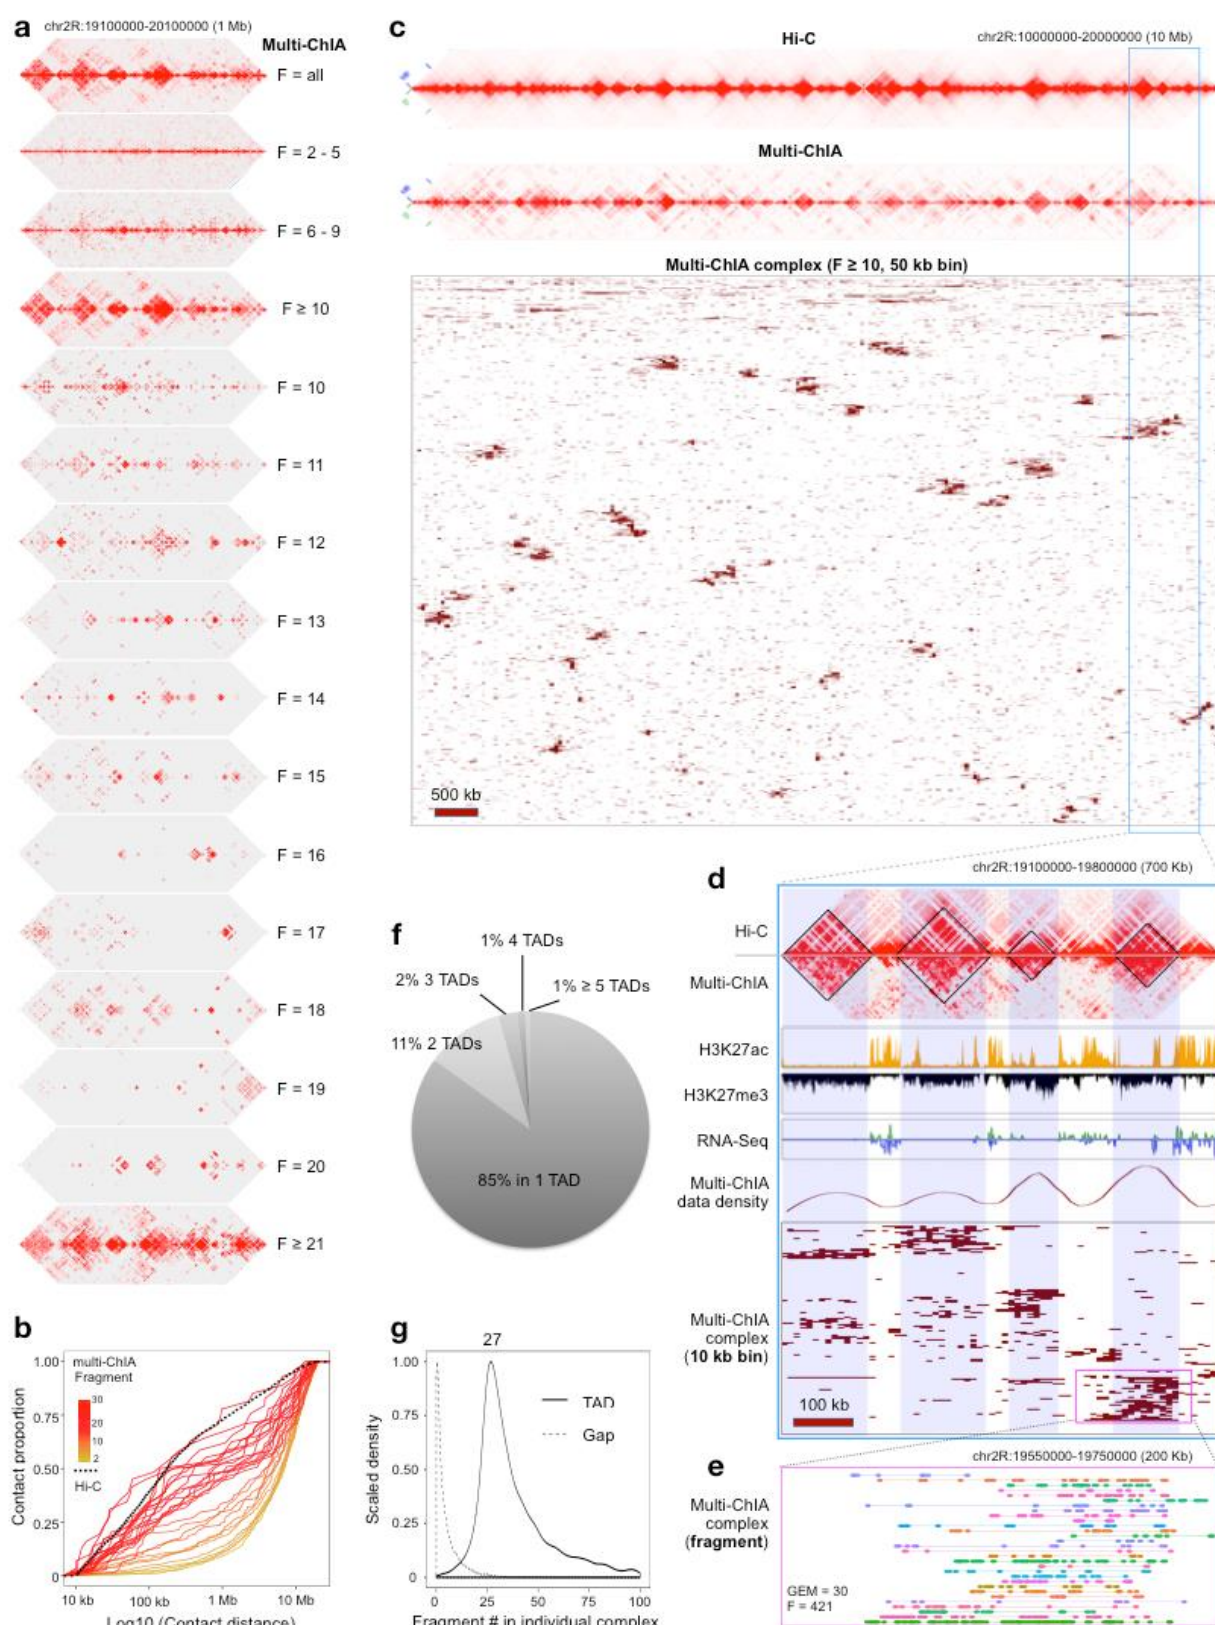 a
chr2R:19100000-20100000 (1 Mb)
Multi-ChIA
F = all
F = 2 - 5
F = 6 - 9
F ≥ 10
F = 10
F = 11
F = 12
F = 13
F = 14
F = 15
F = 16
F = 17
F = 18
F = 19
F = 20
F ≥ 21
b
multi-ChIA
Fragment
30
20
10
2
Hi-C
Contact proportion
1.00
0.75
0.50
0.25
0
10 kb
100 kb
1 Mb
10 Mb
Log10 (Contact distance)
c
Hi-C
chr2R:10000000-20000000 (10 Mb)
Multi-ChIA
Multi-ChIA complex (F ≥ 10, 50 kb bin)
500 kb
d
chr2R:19100000-19800000 (700 Kb)
Hi-C
Multi-ChIA
H3K27ac
H3K27me3
RNA-Seq
Multi-ChIA
data density
Multi-ChIA
complex
(10 kb bin)
100 kb
e
chr2R:19550000-19750000 (200 Kb)
Multi-ChIA
complex
(fragment)
GEM = 30
F = 421
f
1% 4 TADs
2% 3 TADs
1% ≥ 5 TADs
11% 2 TADs
85% in 1 TAD
g
27
TAD
Gap
Scaled density
1.00
0.75
0.50
0.25
0
0
25
50
75
100
Fragment # in individual complex